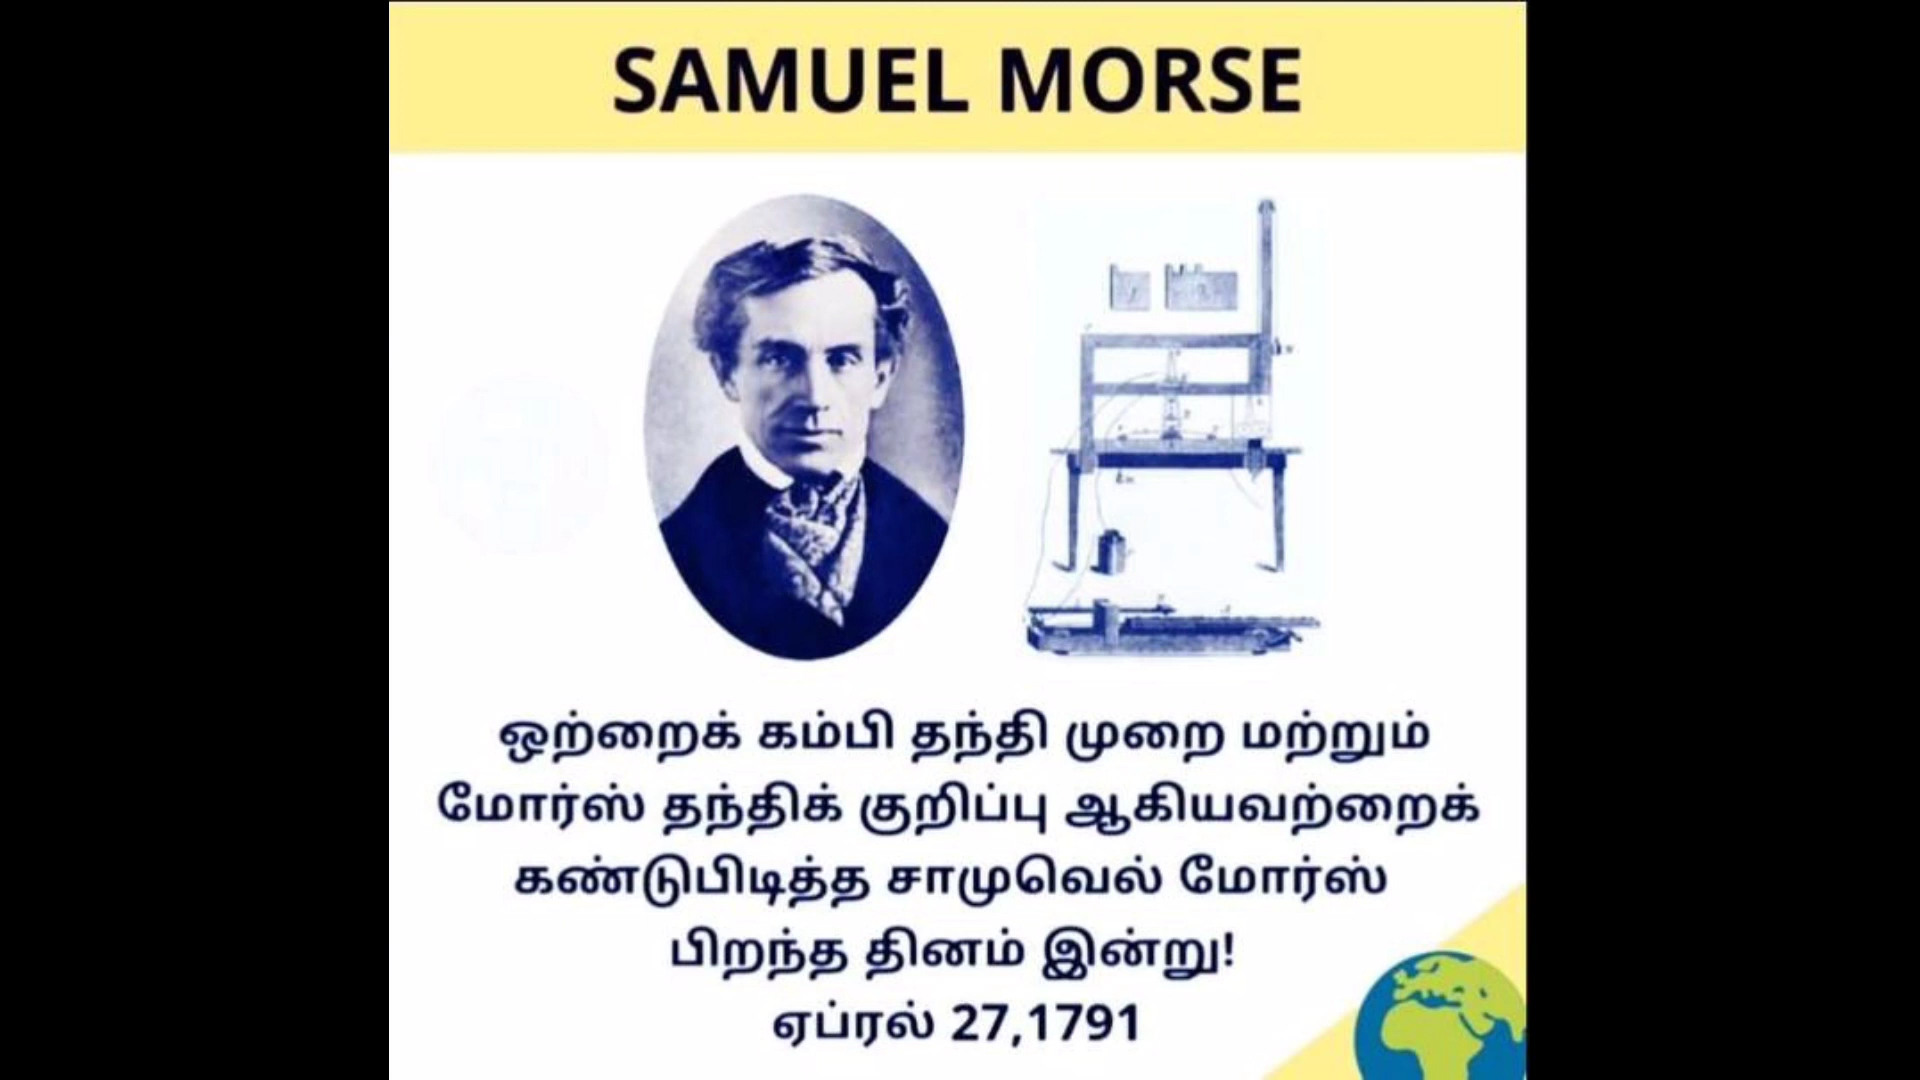 SAMUEL MORSE
ஒற்றைக் கம்பி தந்தி முறை மற்றும்
மோர்ஸ் தந்திக் குறிப்பு ஆகியவற்றைக்
கண்டுபிடித்த சாமுவெல் மோர்ஸ்
பிறந்த தினம் இன்று!
ஏப்ரல் 27,1791